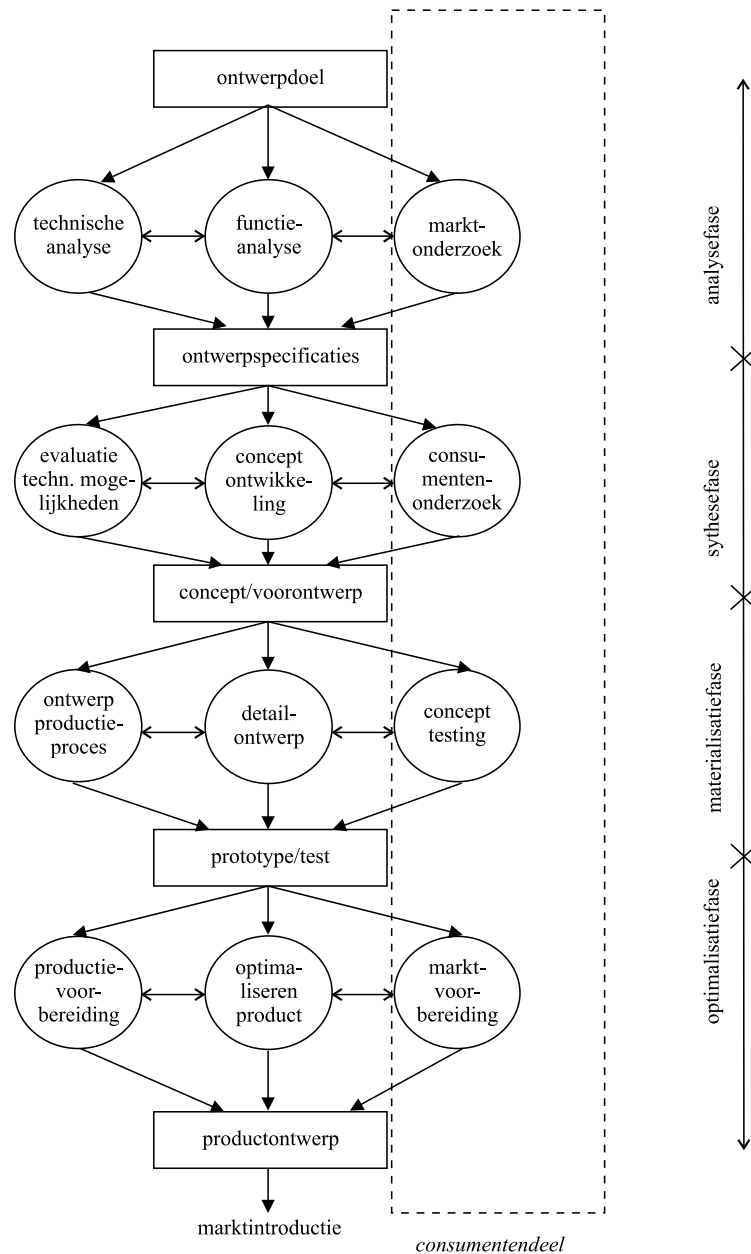 ontwerpdoel
technische
analyse
functie-
analyse
markt-
onderzoek
analysefase
ontwerpspecificaties
evaluatie
techn. moge-
lijkheden
concept
ontwikke-
ling
consu-
menten-
onderzoek
sythesefase
concept/voorontwerp
ontwerp
productie-
proces
detail-
ontwerp
concept
testing
materialisatiefase
prototype/test
productie-
voor-
bereiding
optima-
liseren
product
markt-
voor-
bereiding
optimalisatiefase
productontwerp
marktintroductie
consumentendeel